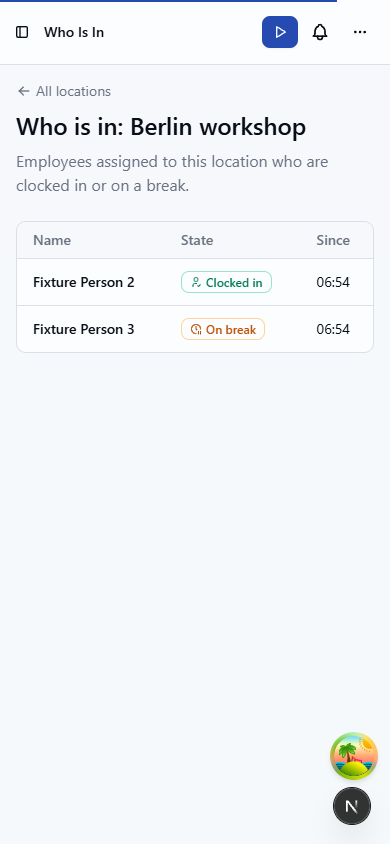 Who Is In
← All locations
Who is in: Berlin workshop
Employees assigned to this location who are
clocked in or on a break.
Name State Since
Fixture Person 2 Clocked in 06:54
Fixture Person 3 On break 06:54
N